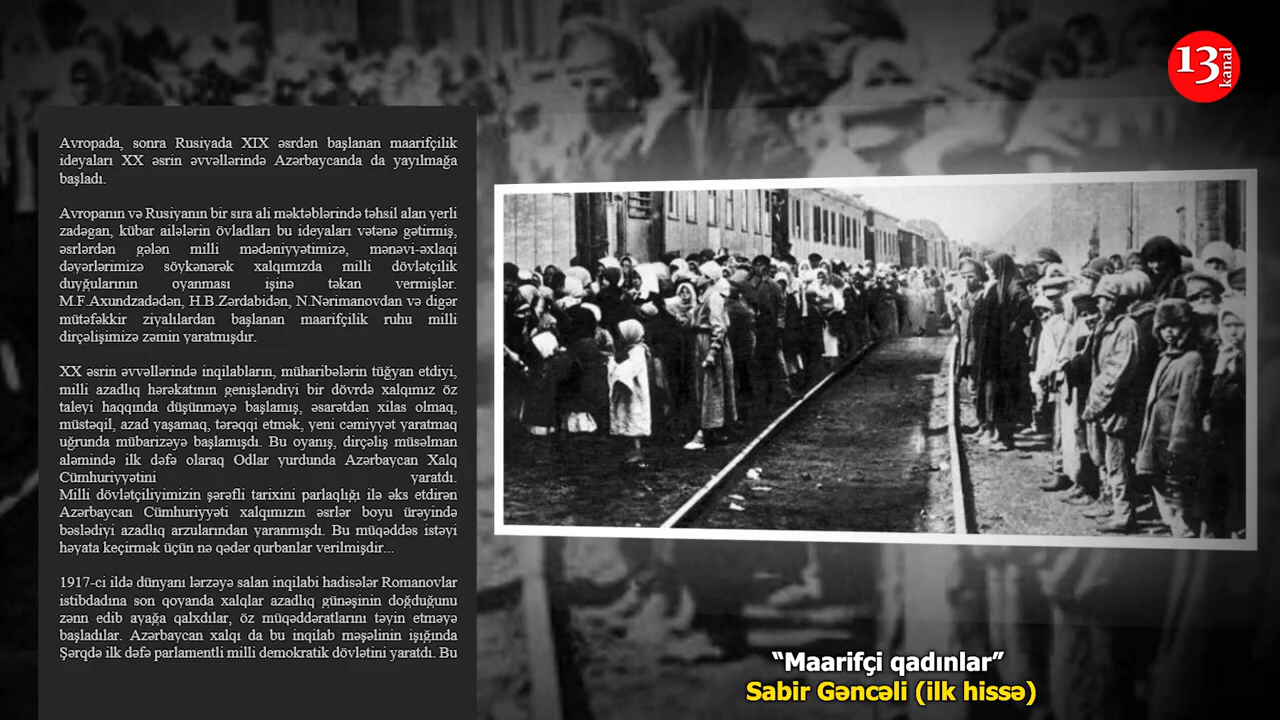 13
kanal
Avropada, sonra Rusiyada XIX əsrdən başlanan maarifçilik
ideyaları XX əsrin əvvəllərində Azərbaycanda da yayılmağa
başladı.
Avropanın və Rusiyanın bir sıra ali məktəblərində təhsil alan yerli
zadəgan, kübar ailələrin övladları bu ideyaları vətənə gətirmiş,
əsrlərdən gələn milli mədəniyyətimizə, mənəvi-əxlaqi
dəyərlərimizə söykənərək xalqımızda milli dövlətçilik
duyğularının oyanması işinə təkan vermişlər.
M.F.Axundzadədən, H.B.Zərdabidən, N.Nərimanovdan və digər
mütəfəkkir ziyalılardan başlanan maarifçilik ruhu milli
dirçəlişimizə zəmin yaratmışdır.
XX əsrin əvvəllərində inqilabların, müharibələrin tüğyan etdiyi,
milli azadlıq hərəkatının genişləndiyi bir dövrdə xalqımız öz
taleyi haqqında düşünməyə başlamış, əsarətdən xilas olmaq,
müstəqil, azad yaşamaq, tərəqqi etmək, yeni cəmiyyət yaratmaq
uğrunda mübarizəyə başlamışdı. Bu oyanış, dirçəliş müsəlman
aləmində ilk dəfə olaraq Odlar yurdunda Azərbaycan Xalq
Cümhuriyyətini yaratdı.
Milli dövlətçiliyimizin şərəfli tarixini parlaqlığı ilə əks etdirən
Azərbaycan Cümhuriyyəti xalqımızın əsrlər boyu ürəyində
bəslədiyi azadlıq arzularından yaranmışdı. Bu müqəddəs istəyi
həyata keçirmək üçün nə qədər qurbanlar verilmişdir...
1917-ci ildə dünyanı lərzəyə salan inqilabi hadisələr Romanovlar
istibdadına son qoyanda xalqlar azadlıq günəşinin doğduğunu
zənn edib ayağa qalxdılar, öz müqəddəratlarını təyin etməyə
başladılar. Azərbaycan xalqı da bu inqilab məşəlinin işığında
Şərqdə ilk dəfə parlamentli milli demokratik dövlətini yaratdı. Bu
“Maarifçi qadınlar”
Sabir Gəncəli (ilk hissə)